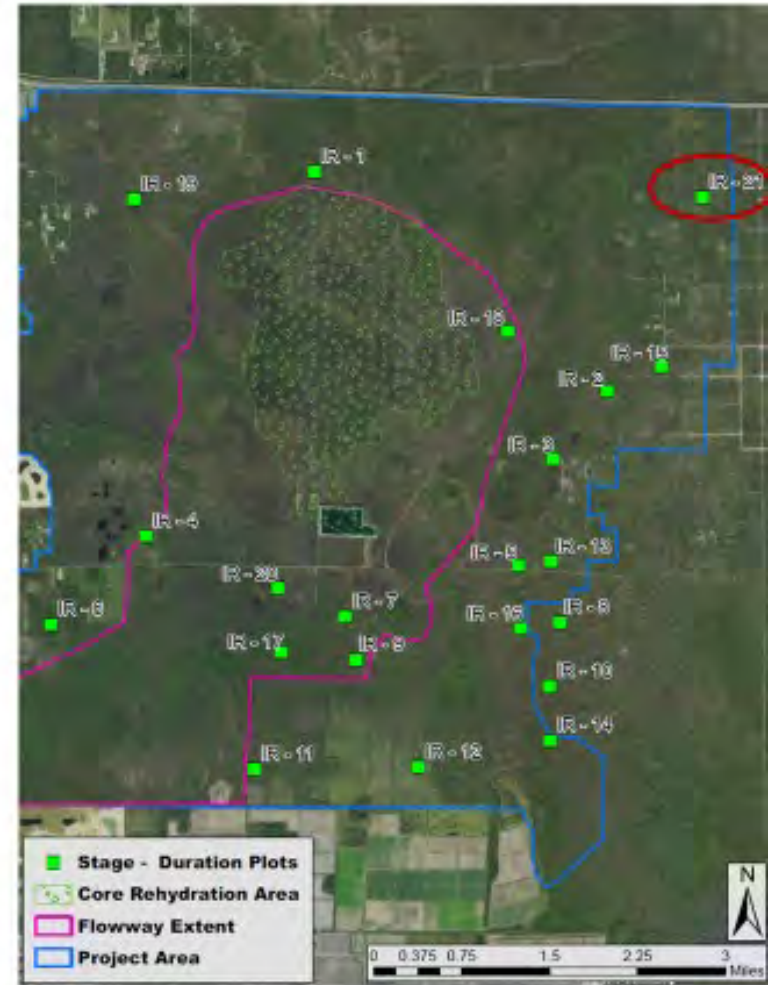 IR - 1
IR - 19
IR - 21
IR - 18
IR - 15
IR - 2
IR - 3
IR - 4
IR - 13
IR - 5
IR - 20
IR - 7
IR - 6
IR - 8
IR - 16
IR - 17
IR - 9
IR - 10
IR - 14
IR - 11
IR - 12
Stage - Duration Plots
Core Rehydration Area
Flowway Extent
Project Area
N
0 0.375 0.75 1.5 2.25 3
Miles